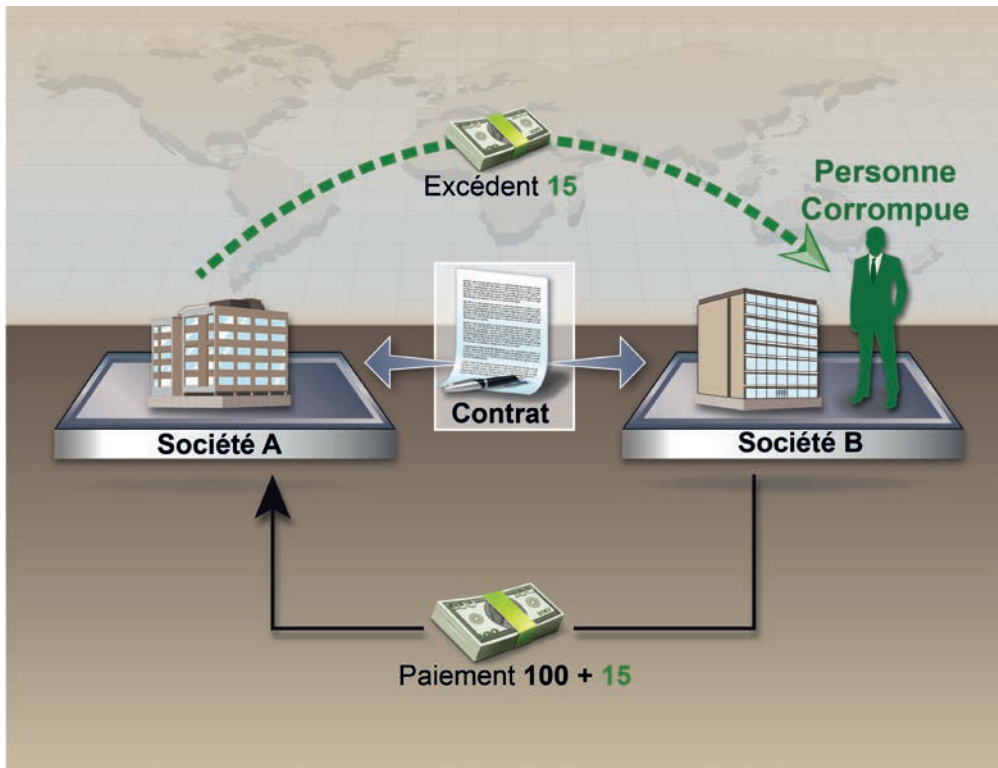 Excédent 15
Personne
Corrompue
Contrat
Société A
Société B
Paiement 100 + 15